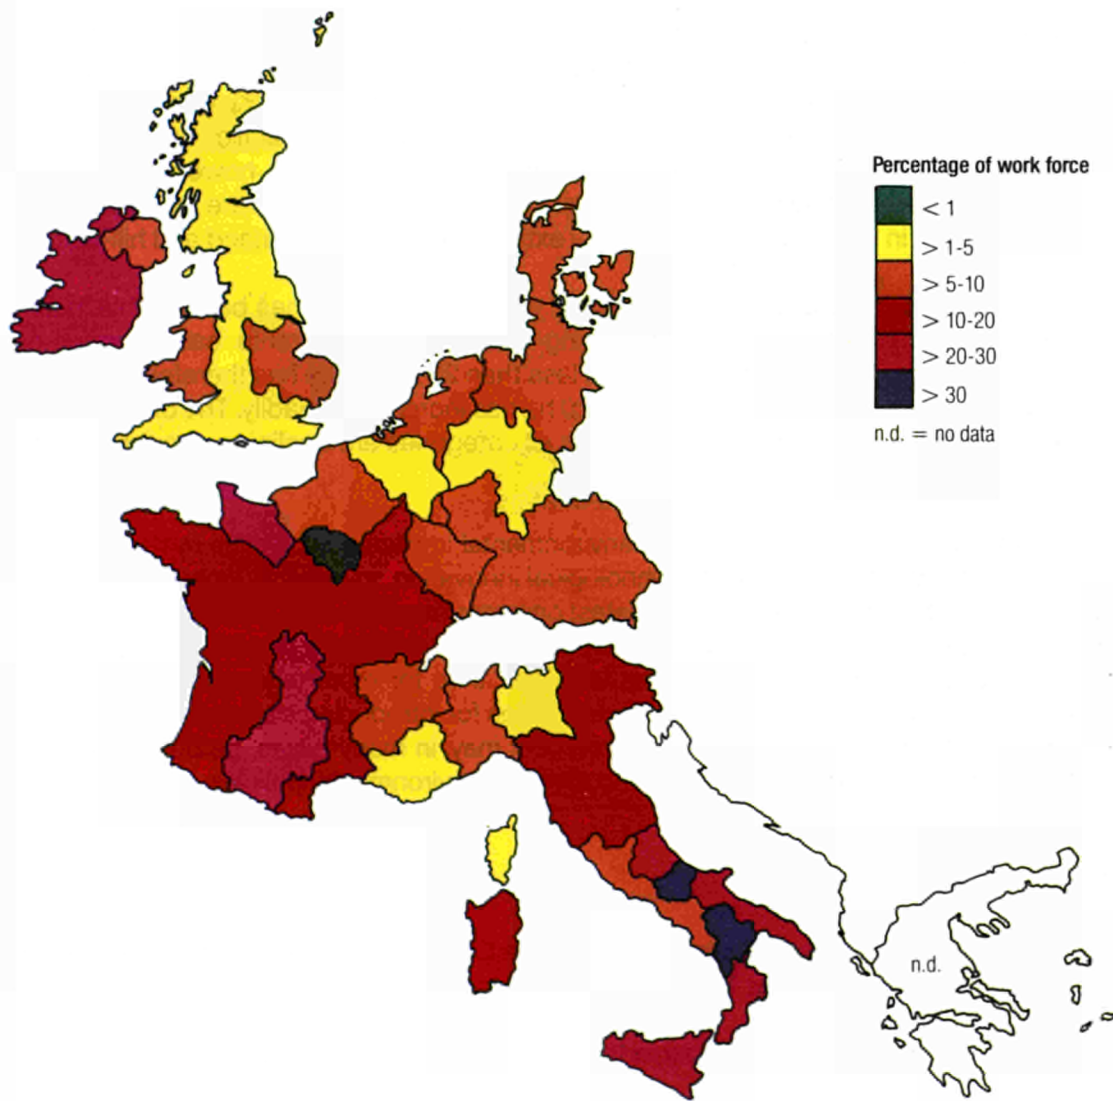 Percentage of work force
< 1
> 1-5
> 5-10
> 10-20
> 20-30
> 30
n.d. = no data
n.d.